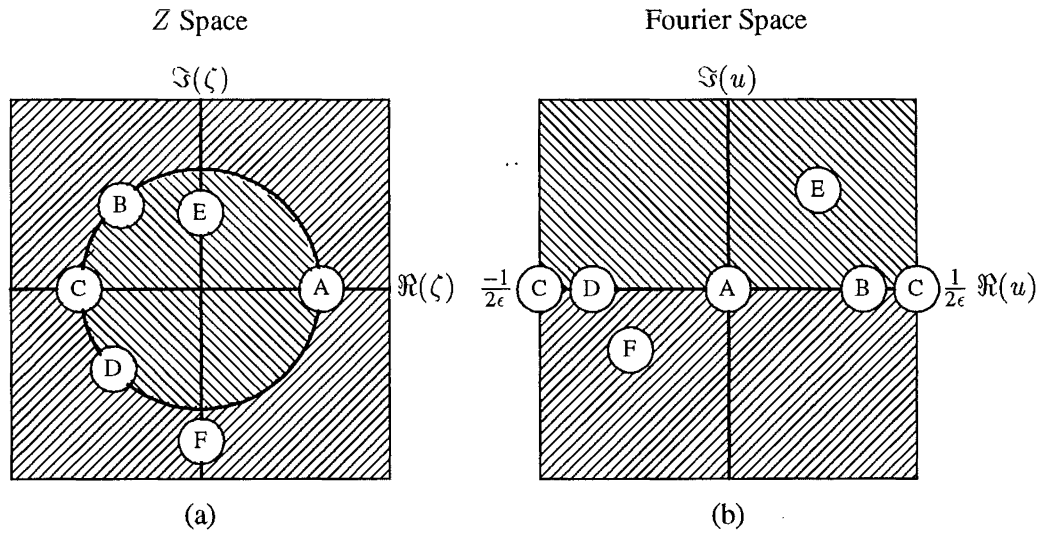 Z Space
Fourier Space
ℑ(ζ)
ℑ(u)
B
E
E
C
A
ℜ(ζ)
-1/2ϵ
C
D
A
B
C
1/2ϵ
ℜ(u)
D
F
F
(a)
(b)